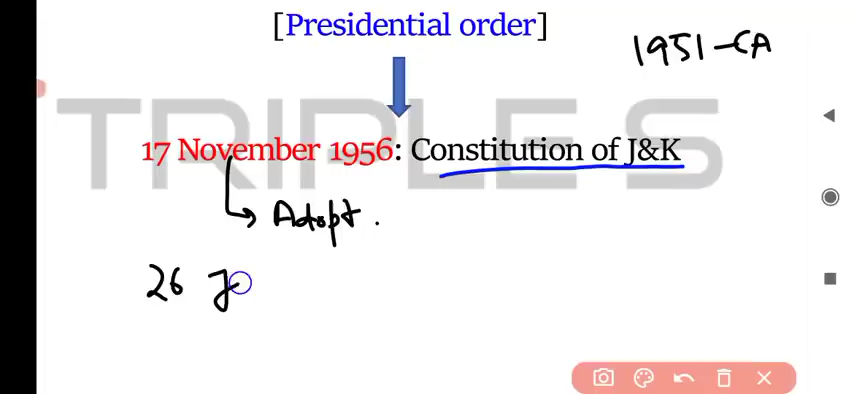 [Presidential order]
1951-CA
TRIPLE S
17 November 1956: Constitution of J&K
Adopt.
26 J